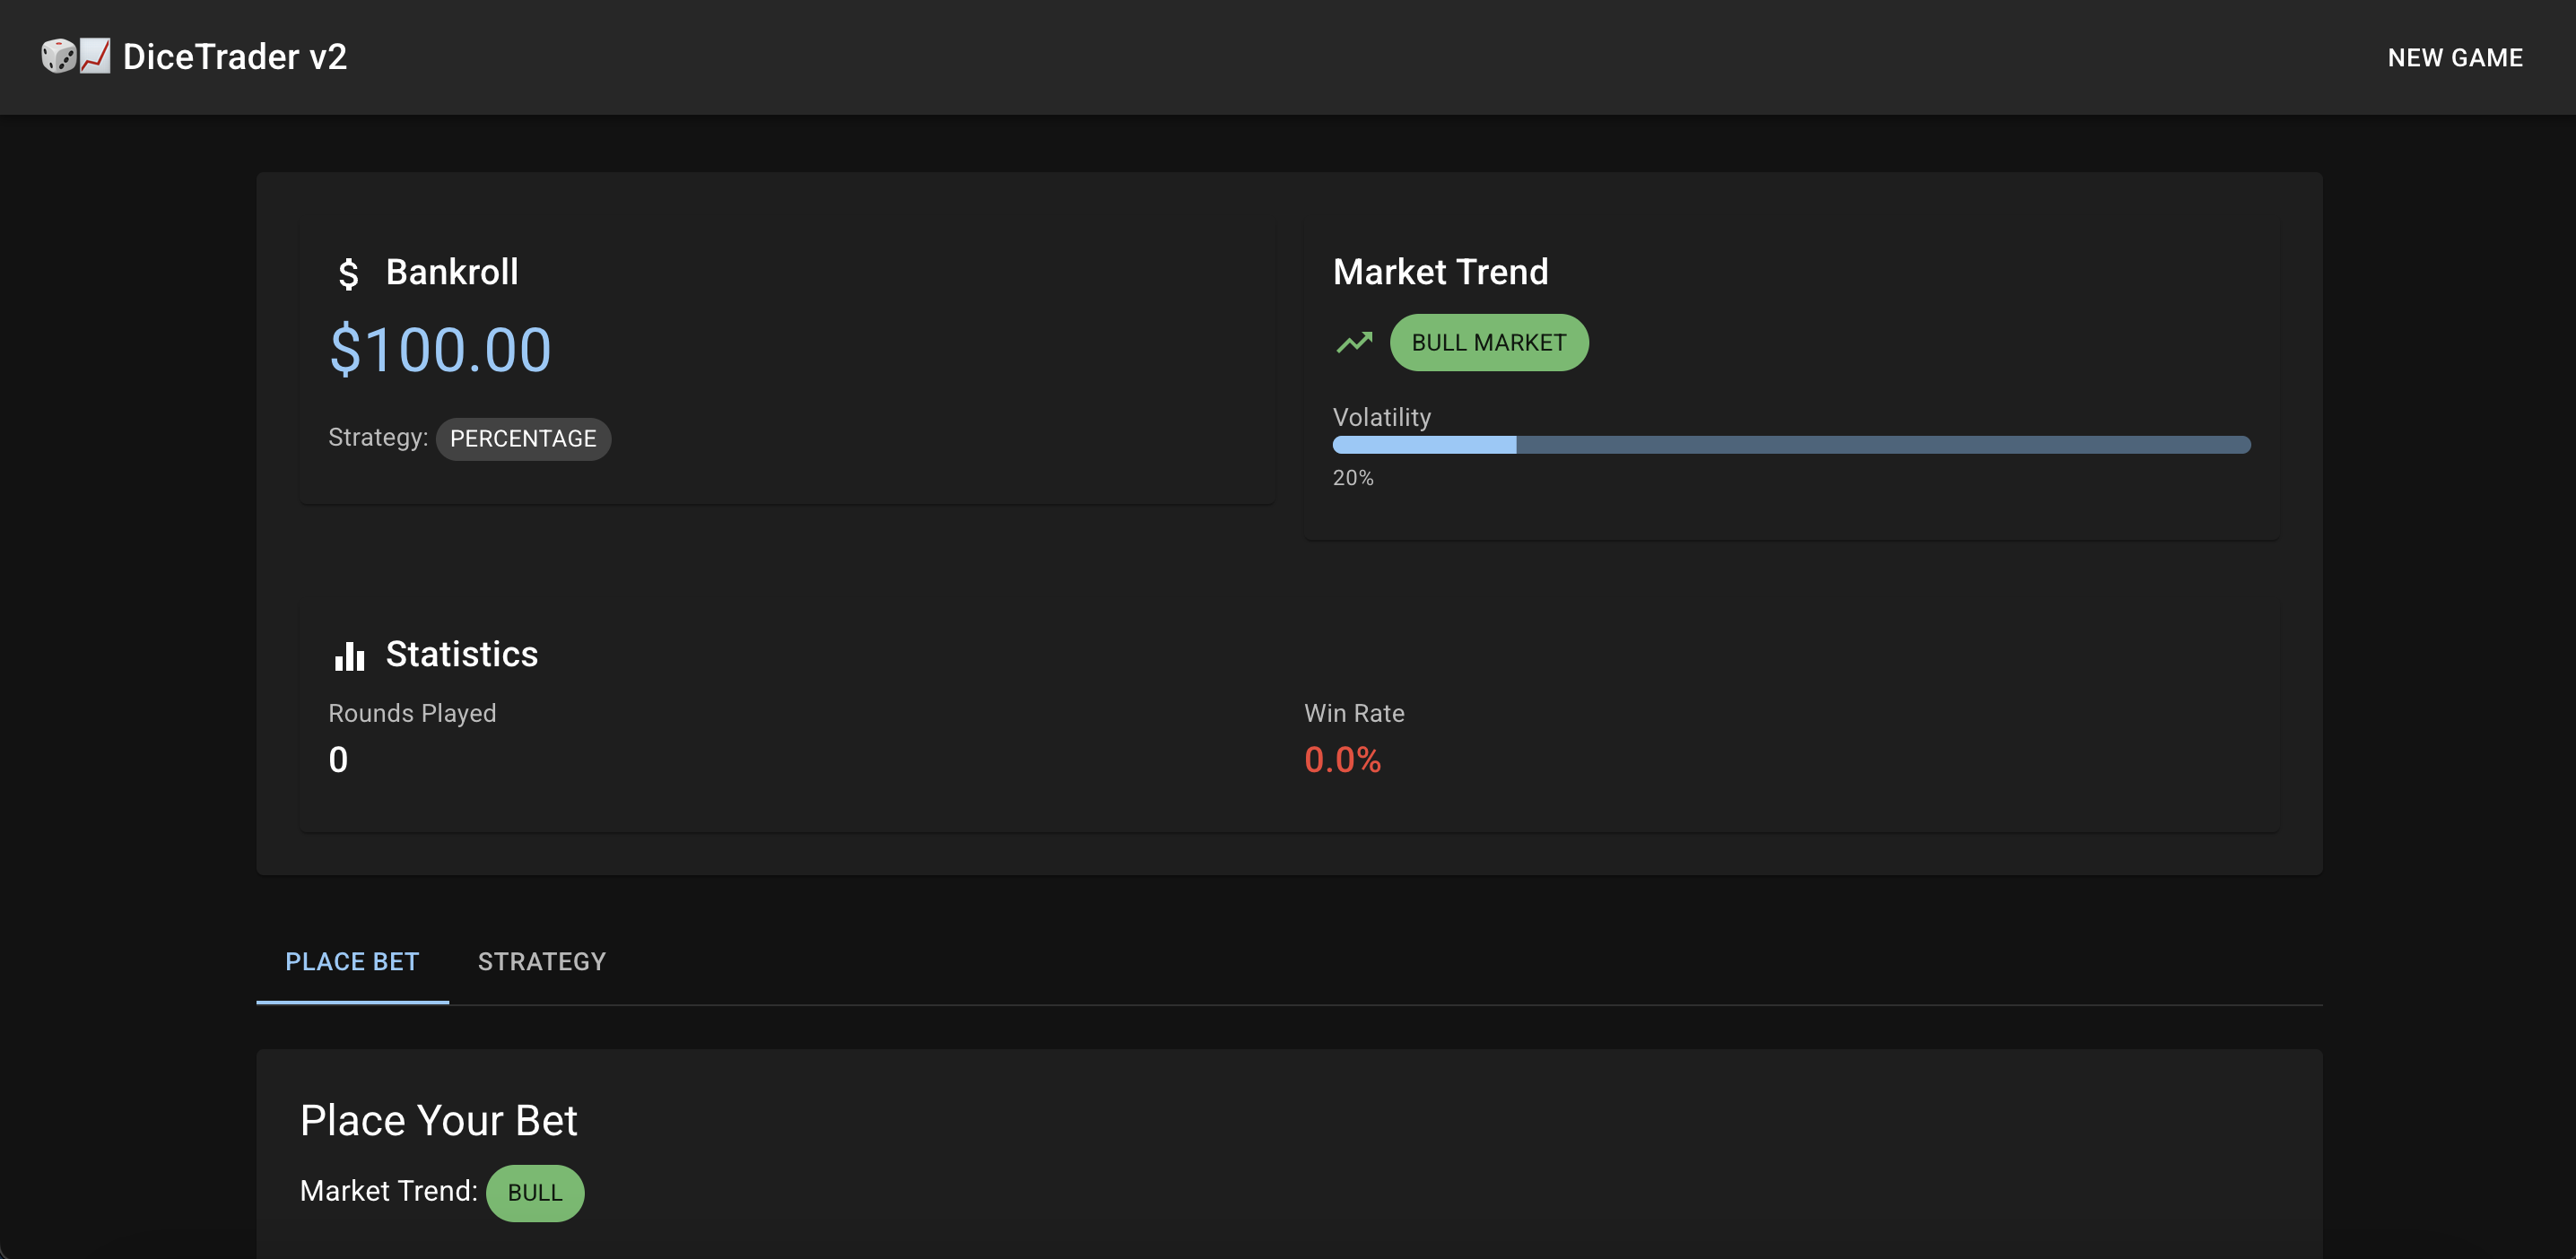 DiceTrader v2
NEW GAME
$ Bankroll
$100.00
Strategy: PERCENTAGE
Market Trend
BULL MARKET
Volatility
20%
Statistics
Rounds Played
0
Win Rate
0.0%
PLACE BET
STRATEGY
Place Your Bet
Market Trend: BULL